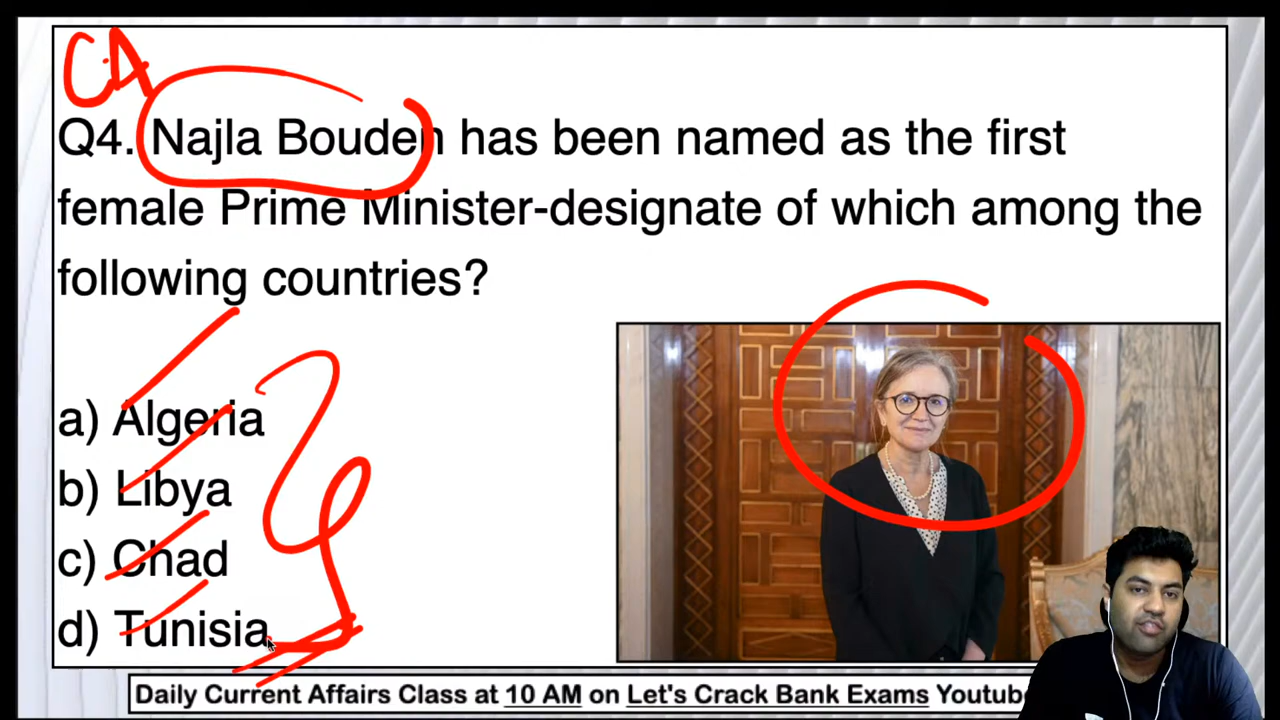 CA
Q4. Najla Bouden has been named as the first
female Prime Minister-designate of which among the
following countries?
a) Algeria
b) Libya
c) Chad
d) Tunisia
Daily Current Affairs Class at 10 AM on Let's Crack Bank Exams Youtube